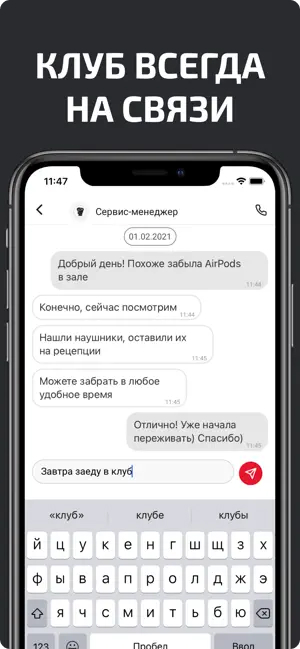 КЛУБ ВСЕГДА
НА СВЯЗИ
11:47
Сервис-менеджер
01.02.2021
Добрый день! Похоже забыла AirPods
в зале
11:44
Конечно, сейчас посмотрим
11:44
Нашли наушники, оставили их
на рецепции
11:45
Можете забрать в любое
удобное время
11:45
Отлично! Уже начала
переживать) Спасибо)
11:45
Завтра заеду в клуб
«клуб» клубе клубы
й ц у к е н г ш щ з х
ф ы в а п р о л д ж э
я ч с м и т ь б ю
123 Пробел Ввод